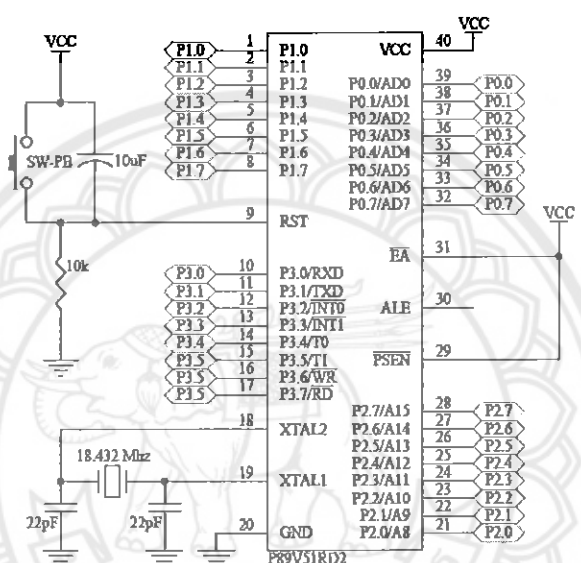 VCC
SW-PB
10uF
10k
P1.0 1 P1.0
P1.1 2 P1.1
P1.2 3 P1.2
P1.3 4 P1.3
P1.4 5 P1.4
P1.5 6 P1.5
P1.6 7 P1.6
P1.7 8 P1.7
9 RST
P3.0 10 P3.0/RXD
P3.1 11 P3.1/TXD
P3.2 12 P3.2/INT0
P3.3 13 P3.3/INT1
P3.4 14 P3.4/T0
P3.5 15 P3.5/T1
P3.5 16 P3.6/WR
P3.5 17 P3.7/RD
18 XTAL2
18.432 Mhz
19 XTAL1
22pF
22pF
20 GND
P89V51RD2
VCC
VCC 40
P0.0/AD0 39 P0.0
P0.1/AD1 38 P0.1
P0.2/AD2 37 P0.2
P0.3/AD3 36 P0.3
P0.4/AD4 35 P0.4
P0.5/AD5 34 P0.5
P0.6/AD6 33 P0.6
P0.7/AD7 32 P0.7
VCC
EA 31
ALE 30
PSEN 29
P2.7/A15 28 P2.7
P2.6/A14 27 P2.6
P2.5/A13 26 P2.5
P2.4/A12 25 P2.4
P2.3/A11 24 P2.3
P2.2/A10 23 P2.2
P2.1/A9 22 P2.1
P2.0/A8 21 P2.0